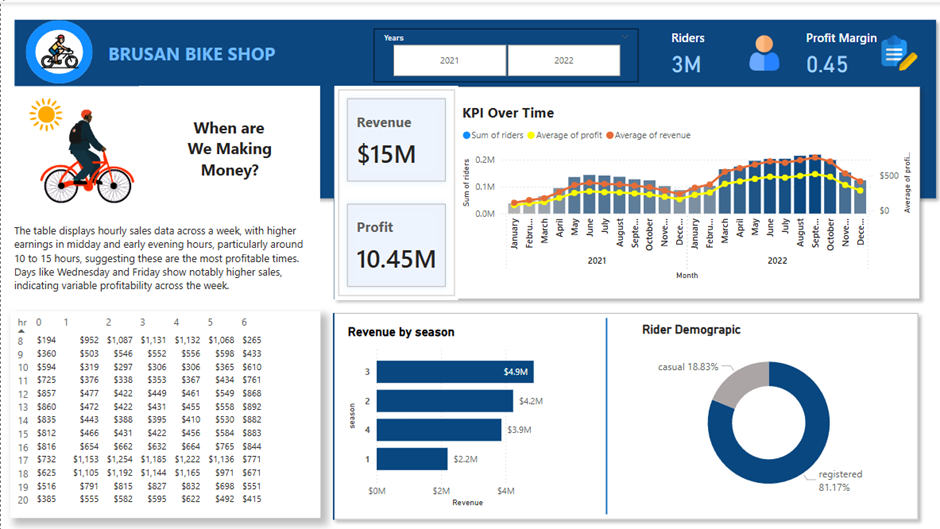 BRUSAN BIKE SHOP
Years
2021
2022
Riders
3M
Profit Margin
0.45
When are
We Making
Money?
The table displays hourly sales data across a week, with higher
earnings in midday and early evening hours, particularly around
10 to 15 hours, suggesting these are the most profitable times.
Days like Wednesday and Friday show notably higher sales,
indicating variable profitability across the week.
Revenue
$15M
Profit
10.45M
KPI Over Time
Sum of riders Average of profit Average of revenue
Sum of riders
0.2M
0.1M
0.0M
$500
$0
Average of profi...
January Febru... March April May June July August Septe... October Nove... Dece... January Febru... March April May June July August Septe... October Nove... Dece...
2021 2022
Month
hr 0 1 2 3 4 5 6
8 $194 $952 $1,087 $1,131 $1,132 $1,068 $265
9 $360 $503 $546 $552 $556 $598 $433
10 $594 $319 $297 $306 $306 $365 $610
11 $725 $376 $338 $353 $367 $434 $761
12 $857 $477 $422 $449 $461 $549 $868
13 $860 $472 $422 $431 $455 $558 $892
14 $835 $443 $388 $395 $410 $530 $882
15 $812 $466 $431 $422 $456 $584 $883
16 $816 $654 $662 $632 $664 $765 $844
17 $732 $1,153 $1,254 $1,185 $1,222 $1,136 $771
18 $625 $1,105 $1,192 $1,144 $1,165 $971 $671
19 $516 $791 $815 $827 $832 $698 $551
20 $385 $555 $582 $595 $622 $492 $415
Revenue by season
season
3 $4.9M
2 $4.2M
4 $3.9M
1 $2.2M
$0M $2M $4M
Revenue
Rider Demograpic
casual 18.83%
registered
81.17%